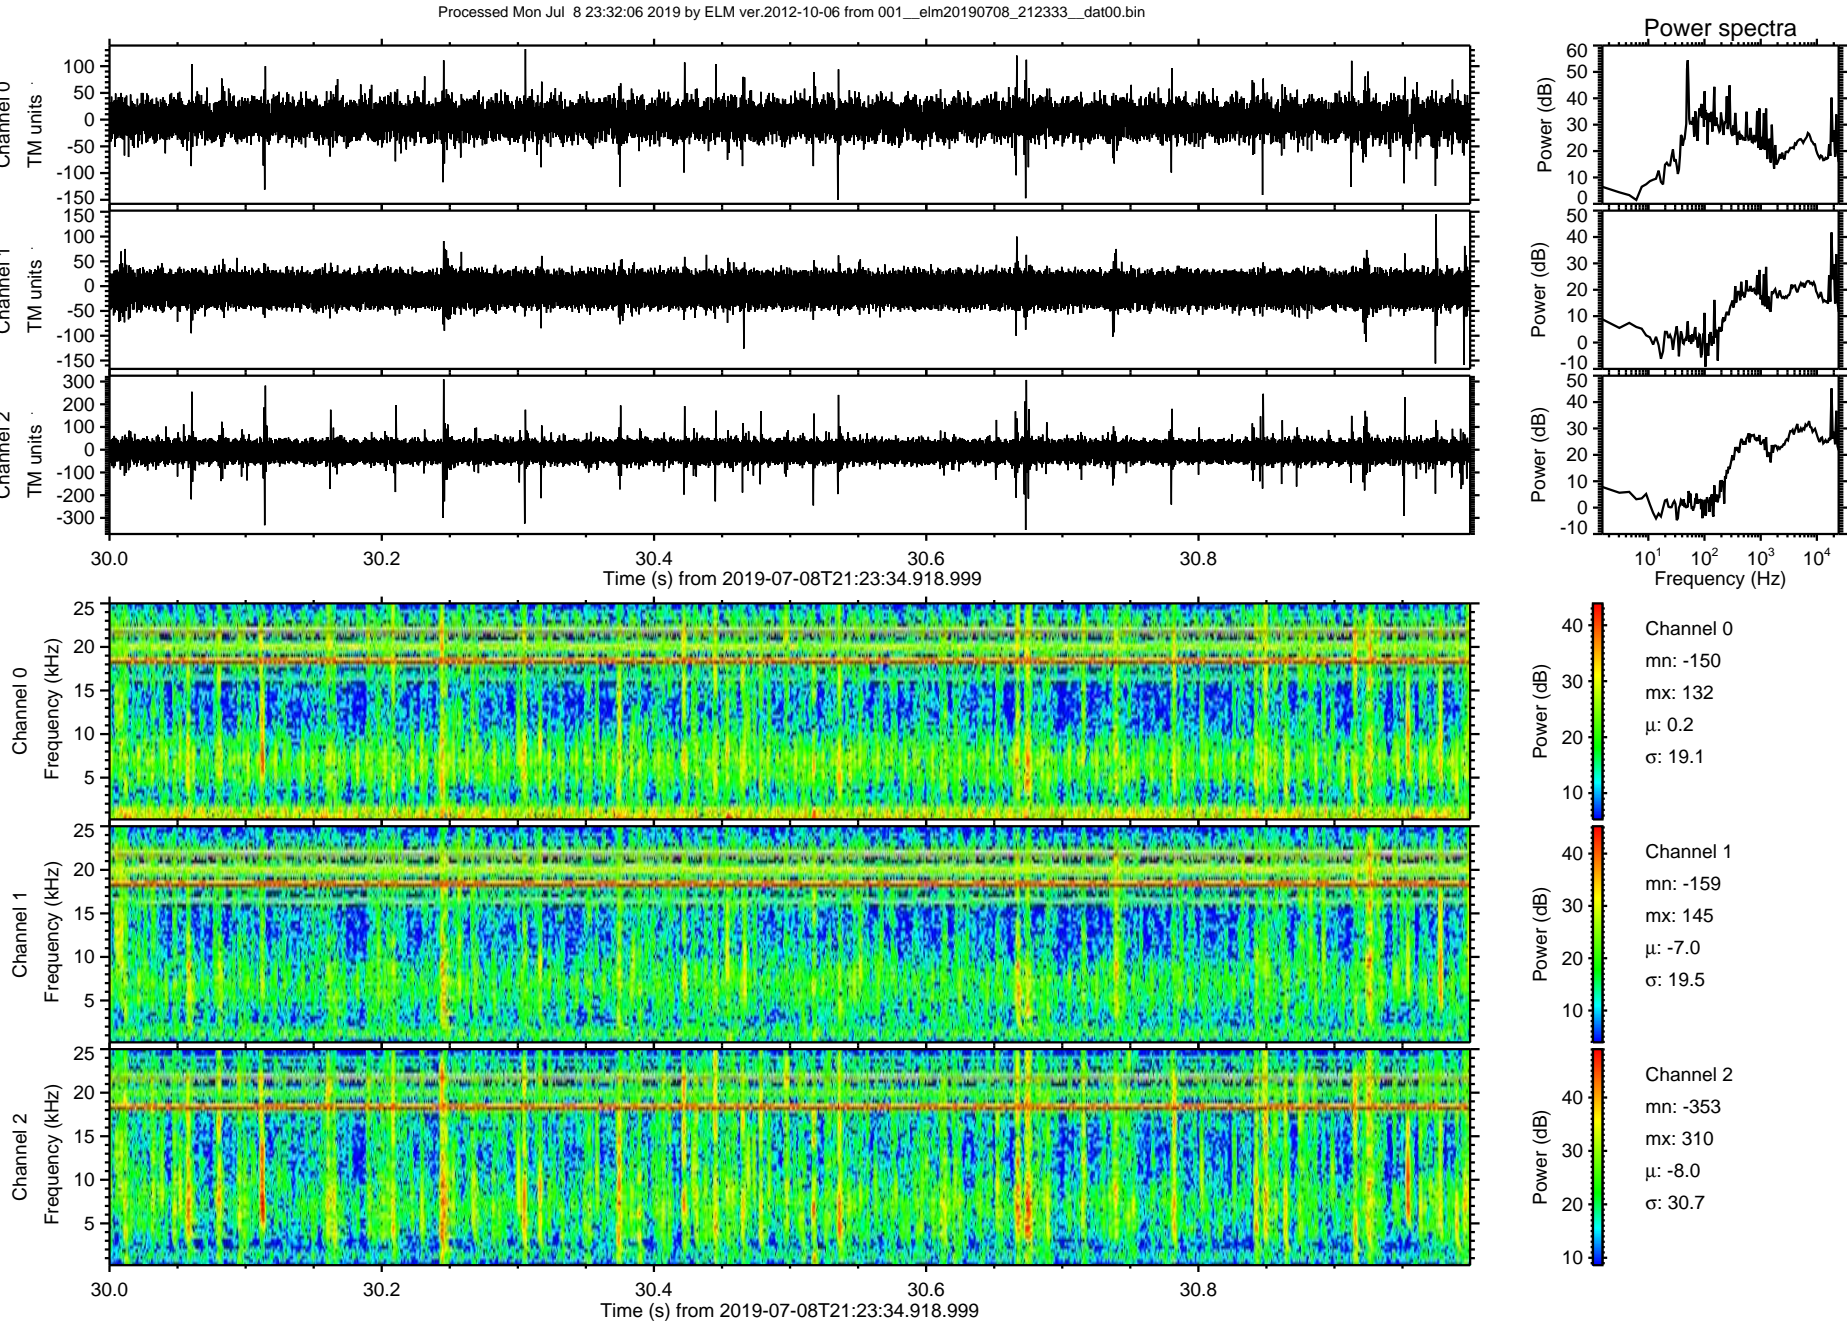 Processed Mon Jul  8 23:32:06 2019 by ELM ver.2012-10-06 from 001__elm20190708_212333__dat00.bin
Power spectra
Channel 0
TM units
100
50
0
-50
-100
-150
Power (dB)
60
50
40
30
20
10
0
Channel 1
TM units
150
100
50
0
-50
-100
-150
Power (dB)
50
40
30
20
10
0
-10
Channel 2
TM units
300
200
100
0
-100
-200
-300
Power (dB)
50
40
30
20
10
0
-10
30.0 30.2 30.4 30.6 30.8
Time (s) from 2019-07-08T21:23:34.918.999
10¹ 10² 10³ 10⁴
Frequency (Hz)
Channel 0
Frequency (kHz)
25
20
15
10
5
Power (dB)
40
30
20
10
Channel 0
mn: -150
mx: 132
μ: 0.2
σ: 19.1
Channel 1
Frequency (kHz)
25
20
15
10
5
Power (dB)
40
30
20
10
Channel 1
mn: -159
mx: 145
μ: -7.0
σ: 19.5
Channel 2
Frequency (kHz)
25
20
15
10
5
Power (dB)
40
30
20
10
Channel 2
mn: -353
mx: 310
μ: -8.0
σ: 30.7
30.0 30.2 30.4 30.6 30.8
Time (s) from 2019-07-08T21:23:34.918.999